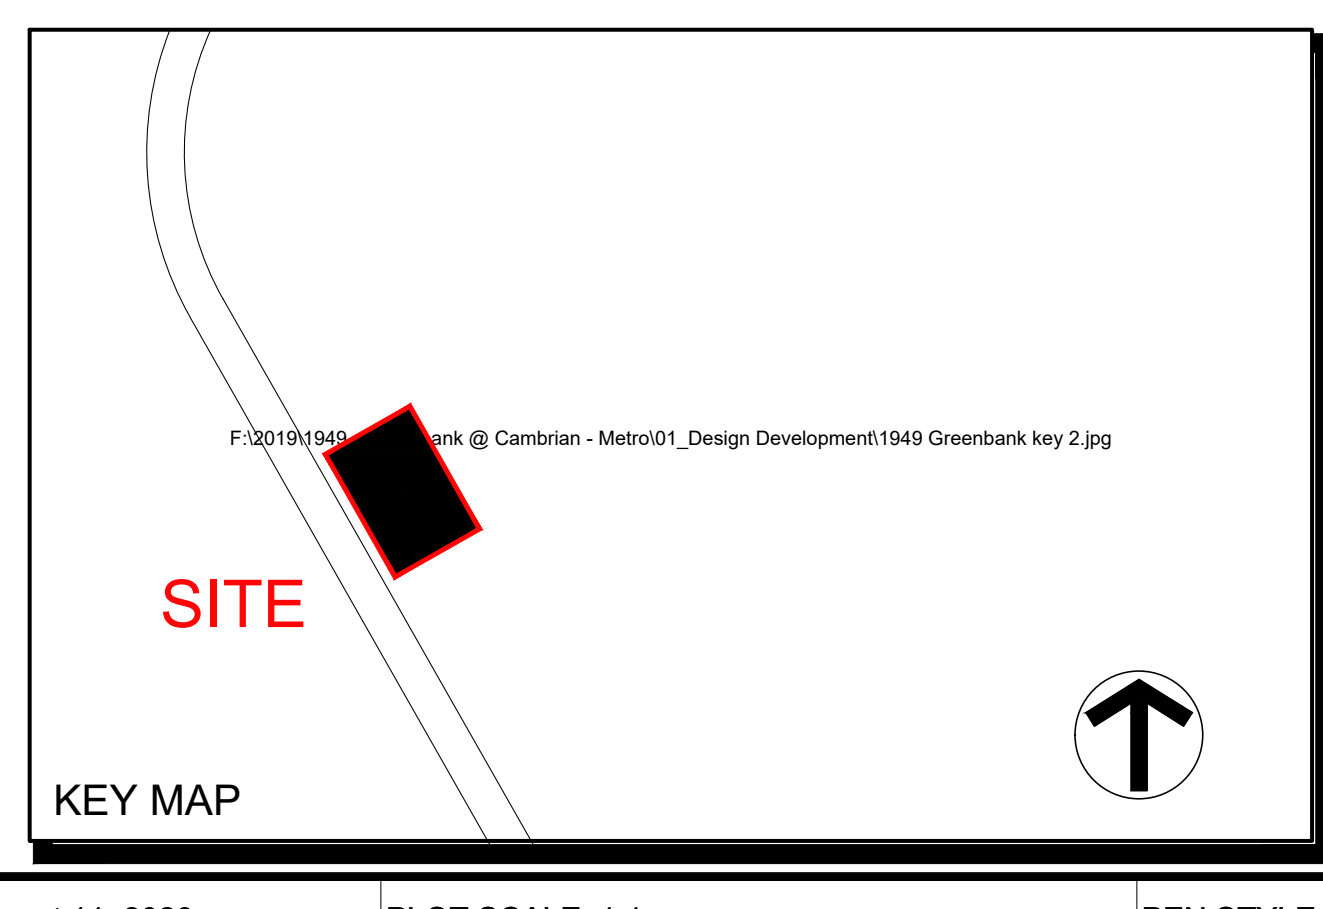 F:\2019\1949 ank @ Cambrian - Metro\01_Design Development\1949 Greenbank key 2.jpg
SITE
KEY MAP